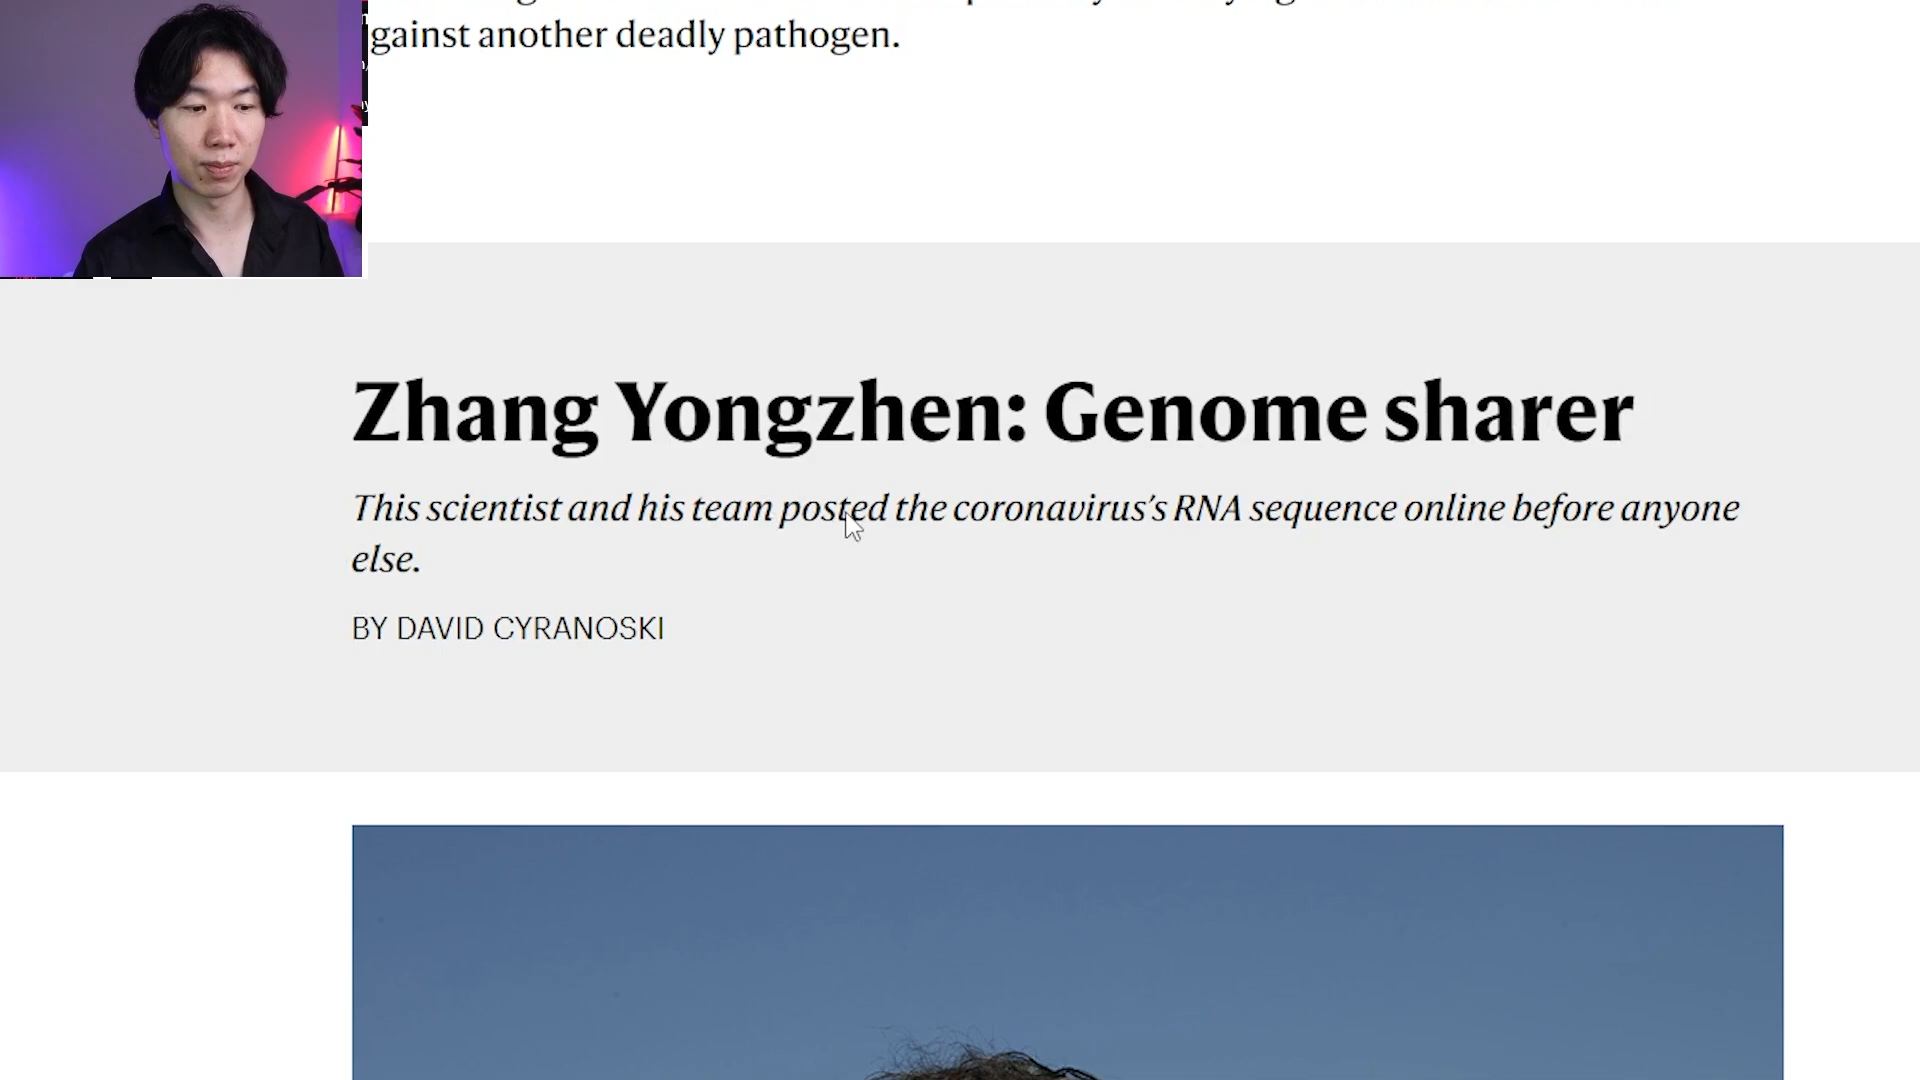 gainst another deadly pathogen.
Zhang Yongzhen: Genome sharer
This scientist and his team posted the coronavirus’s RNA sequence online before anyone
else.
BY DAVID CYRANOSKI